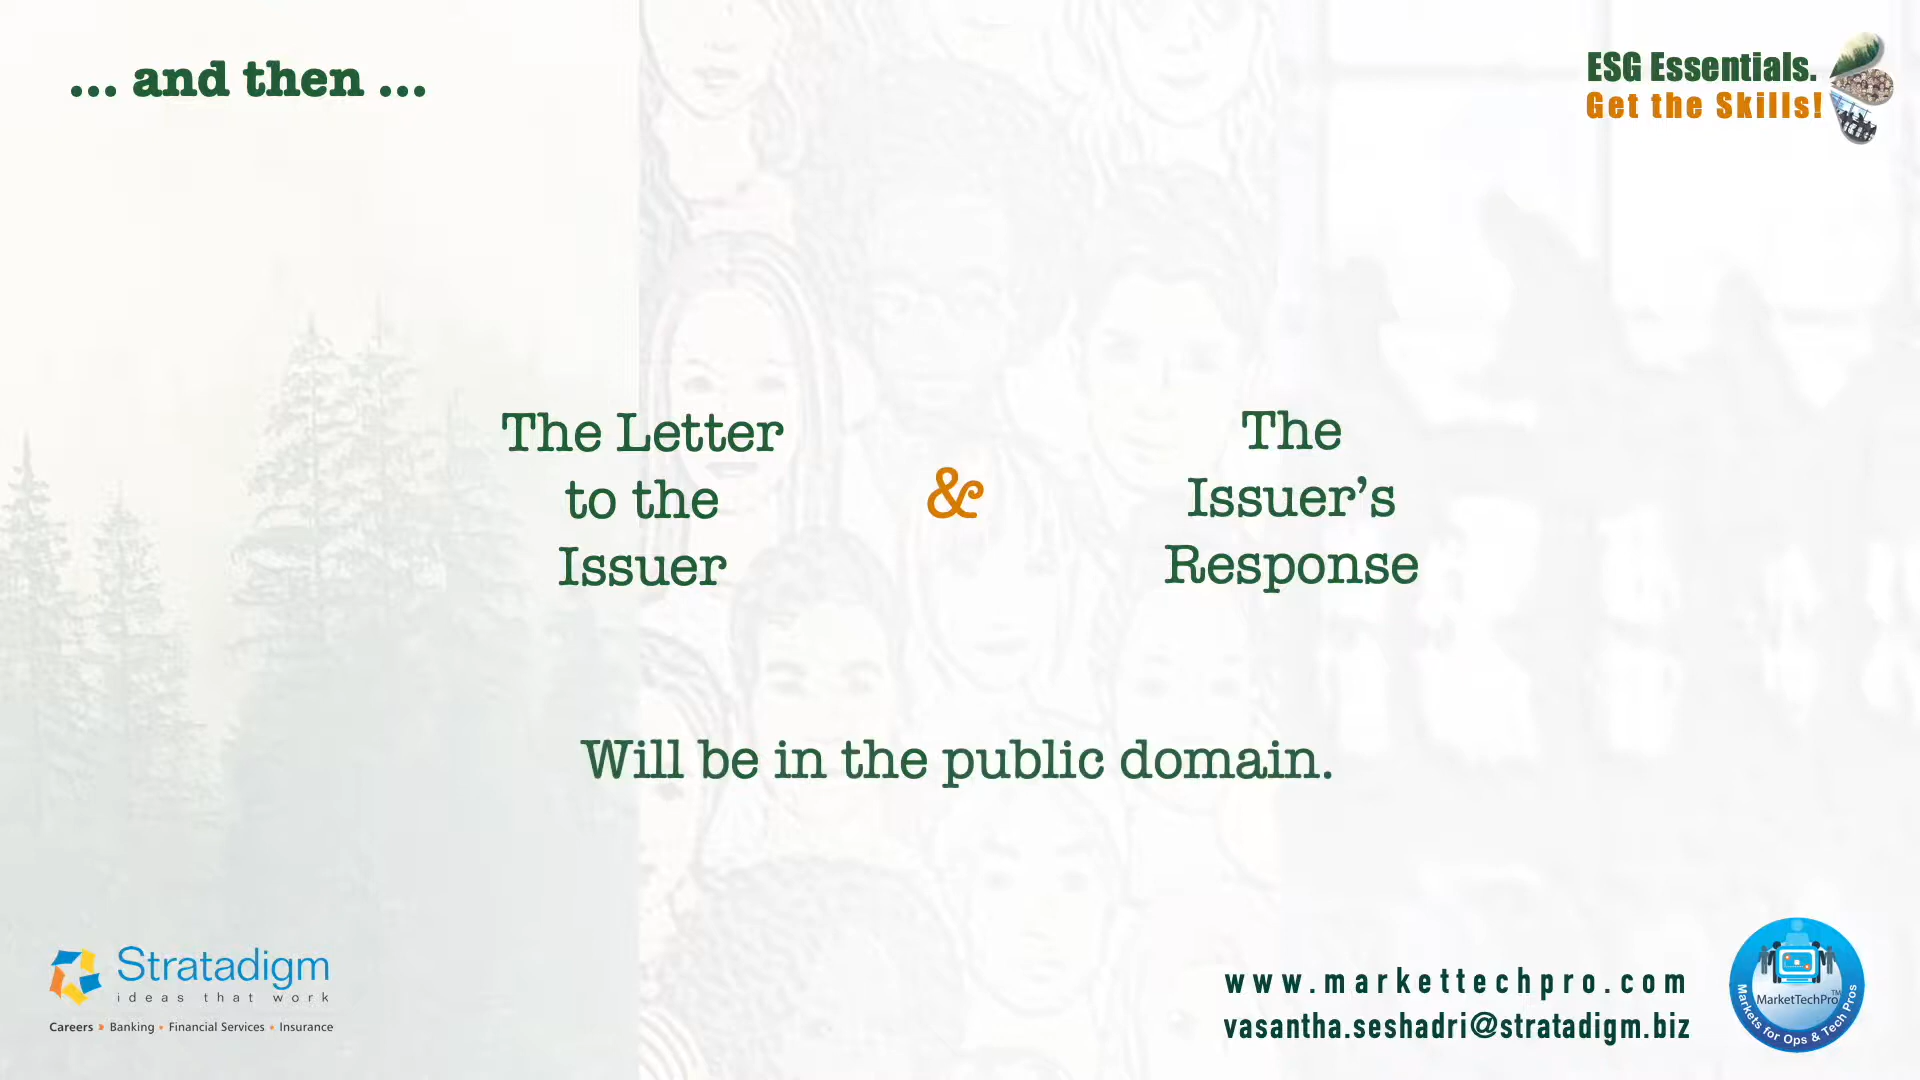 ... and then ...
ESG Essentials.
Get the Skills!
The Letter
to the
Issuer
&
The
Issuer’s
Response
Will be in the public domain.
Stratadigm
ideas that work
Careers » Banking • Financial Services • Insurance
www.markettechpro.com
vasantha.seshadri@stratadigm.biz
MarketTechPro™
Markets for Ops & Tech Pros